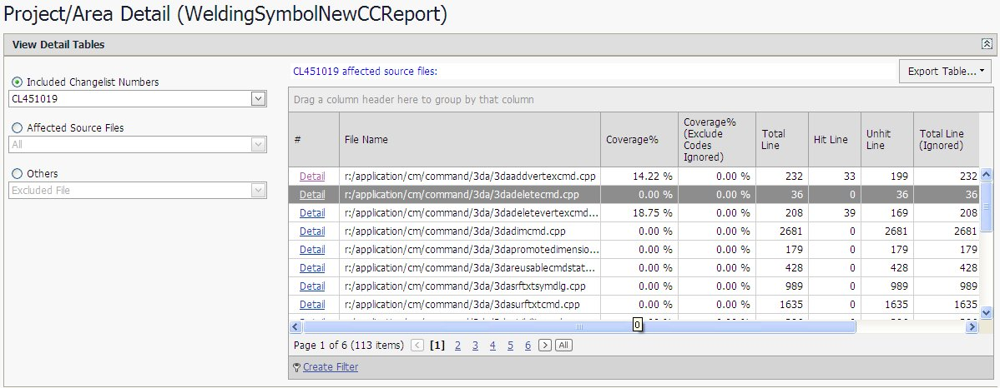 Project/Area Detail (WeldingSymbolNewCCReport)
View Detail Tables
Included Changelist Numbers
CL451019
Affected Source Files
All
Others
Excluded File
CL451019 affected source files:
Export Table...
Drag a column header here to group by that column
# File Name Coverage% Coverage% (Exclude Codes Ignored) Total Line Hit Line Unhit Line Total Line (Ignored)
Detail r:/application/cm/command/3da/3daaddvertexcmd.cpp 14.22 % 0.00 % 232 33 199 232
Detail r:/application/cm/command/3da/3dadeletecmd.cpp 0.00 % 0.00 % 36 0 36 36
Detail r:/application/cm/command/3da/3dadeletevertexcmd... 18.75 % 0.00 % 208 39 169 208
Detail r:/application/cm/command/3da/3dadimcmd.cpp 0.00 % 0.00 % 2681 0 2681 2681
Detail r:/application/cm/command/3da/3dapromotedimensio... 0.00 % 0.00 % 179 0 179 179
Detail r:/application/cm/command/3da/3dareusablecmdstat... 0.00 % 0.00 % 428 0 428 428
Detail r:/application/cm/command/3da/3dasrftxtsymdlg.cpp 0.00 % 0.00 % 989 0 989 989
Detail r:/application/cm/command/3da/3dasurftxtcmd.cpp 0.00 % 0.00 % 1635 0 1635 1635
0
Page 1 of 6 (113 items) < [1] 2 3 4 5 6 > All
Create Filter